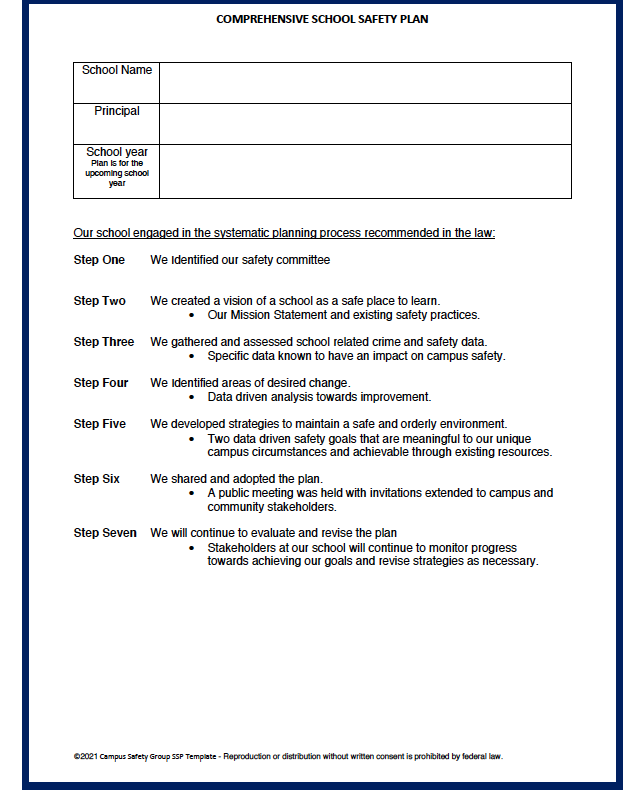 COMPREHENSIVE SCHOOL SAFETY PLAN
School Name
Principal
School year
Plan is for the
upcoming school
year
Our school engaged in the systematic planning process recommended in the law:
Step One We identified our safety committee
Step Two We created a vision of a school as a safe place to learn.
• Our Mission Statement and existing safety practices.
Step Three We gathered and assessed school related crime and safety data.
• Specific data known to have an impact on campus safety.
Step Four We identified areas of desired change.
• Data driven analysis towards improvement.
Step Five We developed strategies to maintain a safe and orderly environment.
• Two data driven safety goals that are meaningful to our unique
campus circumstances and achievable through existing resources.
Step Six We shared and adopted the plan.
• A public meeting was held with invitations extended to campus and
community stakeholders.
Step Seven We will continue to evaluate and revise the plan
• Stakeholders at our school will continue to monitor progress
towards achieving our goals and revise strategies as necessary.
©2021 Campus Safety Group SSP Template - Reproduction or distribution without written consent is prohibited by federal law.